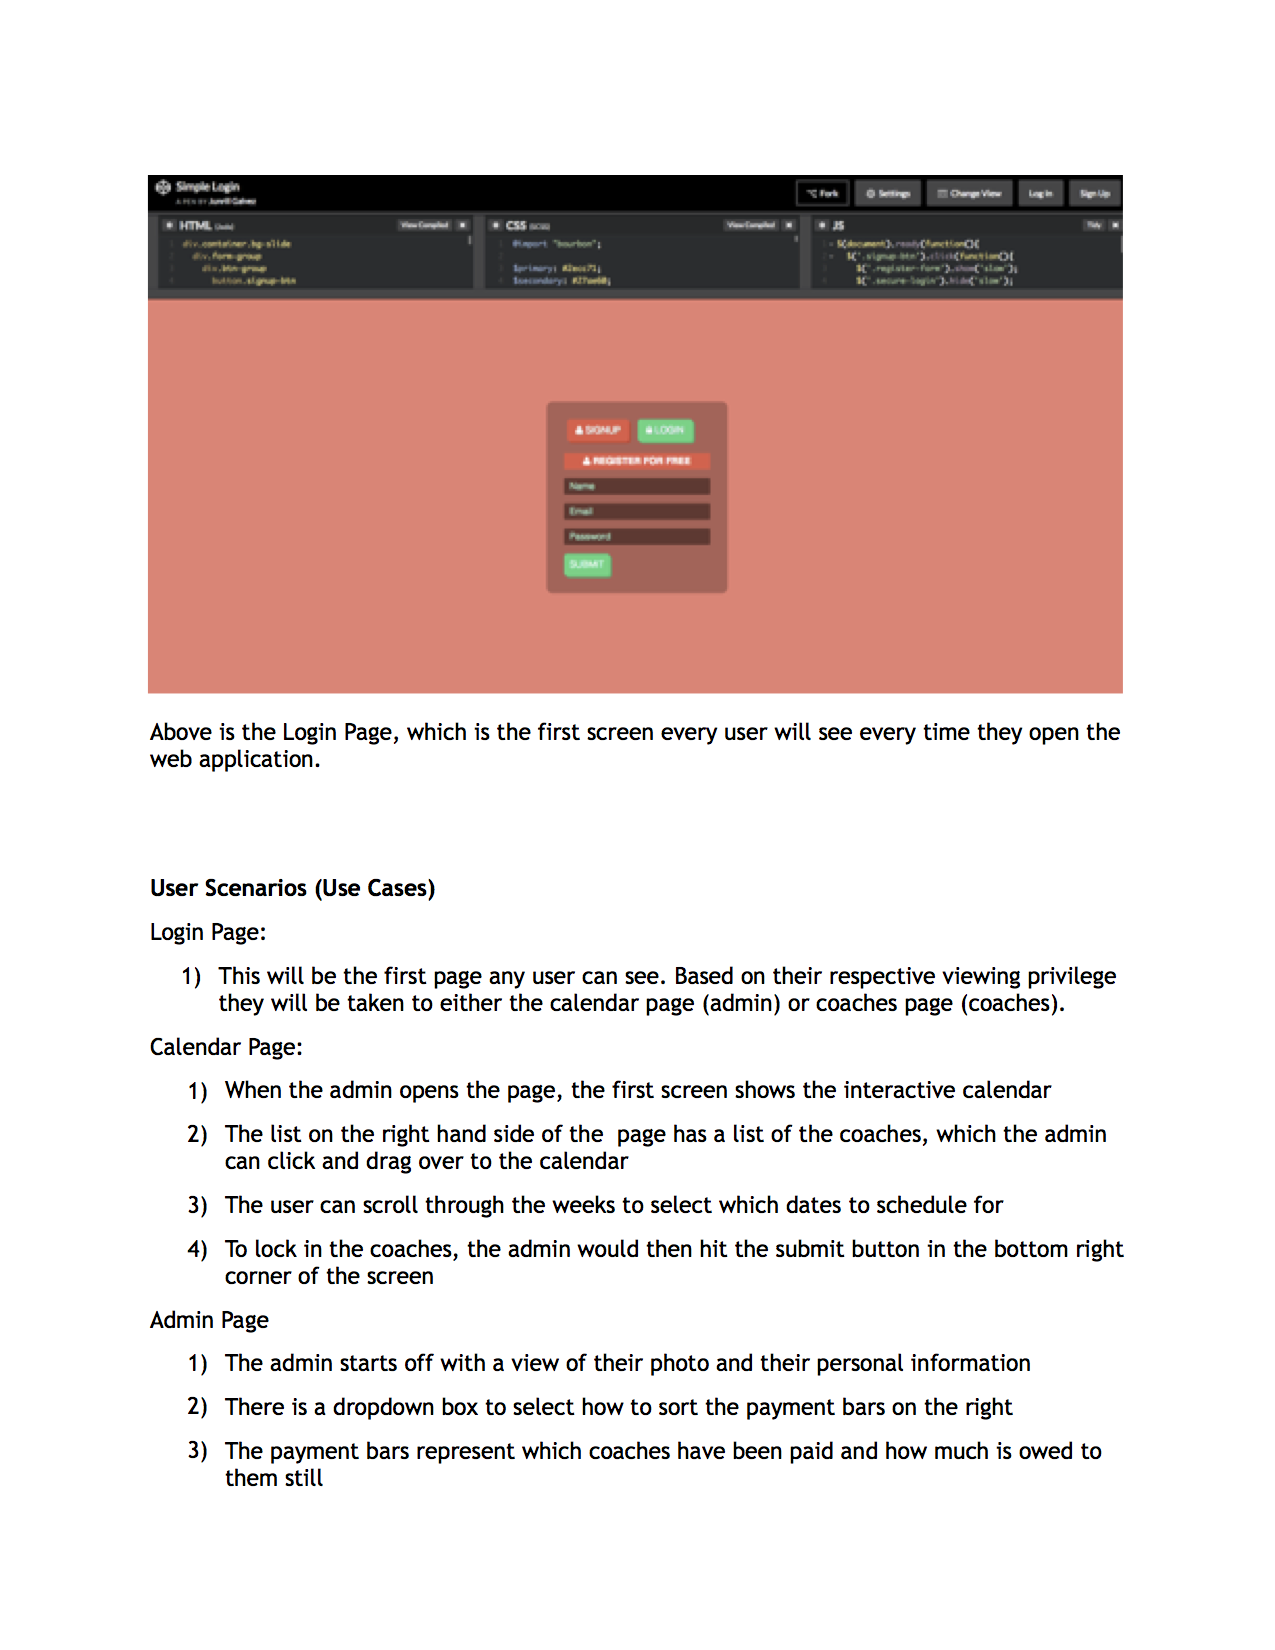 Simple Login
A PEN BY Junrill Galvez
Fork
Settings
Change View
Log In
Sign Up
HTML (Jade)
View Compiled
div.container.bg-slide
div.form-group
div.btn-group
button.signup-btn
CSS (SCSS)
View Compiled
@import "bourbon";
$primary: #2ecc71;
$secondary: #27ae60;
JS
Tidy
$(document).ready(function(){
$('.signup-btn').click(function(){
$('.register-form').show('slow');
$('.secure-login').hide('slow');
SIGNUP
LOGIN
REGISTER FOR FREE
Name
Email
Password
SUBMIT
Above is the Login Page, which is the first screen every user will see every time they open the
web application.
User Scenarios (Use Cases)
Login Page:
1) This will be the first page any user can see. Based on their respective viewing privilege
they will be taken to either the calendar page (admin) or coaches page (coaches).
Calendar Page:
1) When the admin opens the page, the first screen shows the interactive calendar
2) The list on the right hand side of the  page has a list of the coaches, which the admin
can click and drag over to the calendar
3) The user can scroll through the weeks to select which dates to schedule for
4) To lock in the coaches, the admin would then hit the submit button in the bottom right
corner of the screen
Admin Page
1) The admin starts off with a view of their photo and their personal information
2) There is a dropdown box to select how to sort the payment bars on the right
3) The payment bars represent which coaches have been paid and how much is owed to
them still